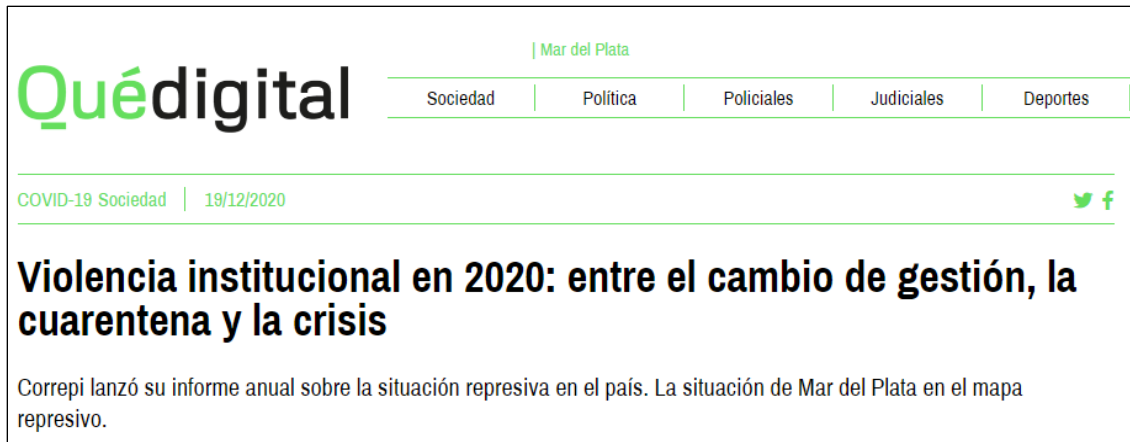 | Mar del Plata
Quédigital
Sociedad | Política | Policiales | Judiciales | Deportes
COVID-19 Sociedad | 19/12/2020
Violencia institucional en 2020: entre el cambio de gestión, la
cuarentena y la crisis
Correpi lanzó su informe anual sobre la situación represiva en el país. La situación de Mar del Plata en el mapa
represivo.